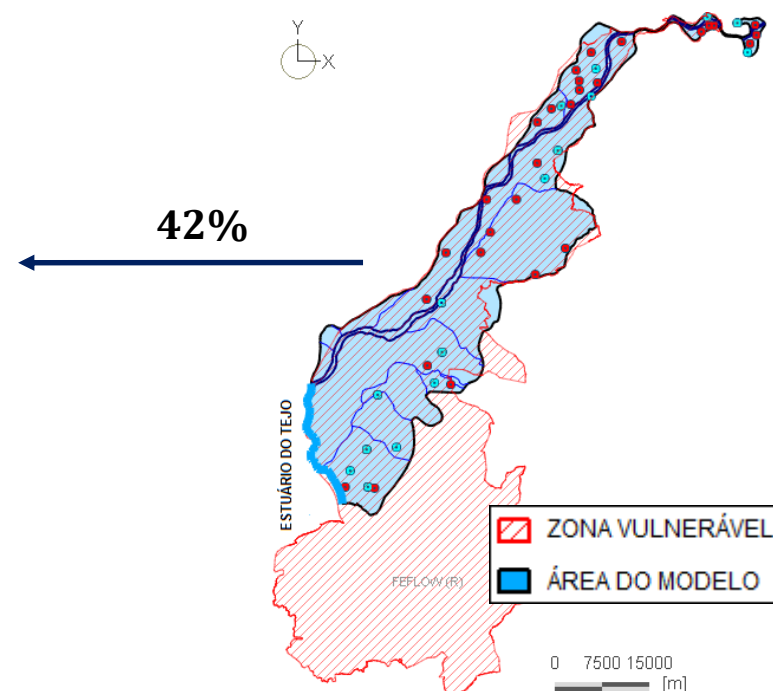 Y
X
42%
ESTUÁRIO DO TEJO
ZONA VULNERÁVEL
FEFLOW (R)
ÁREA DO MODELO
0 7500 15000
[m]